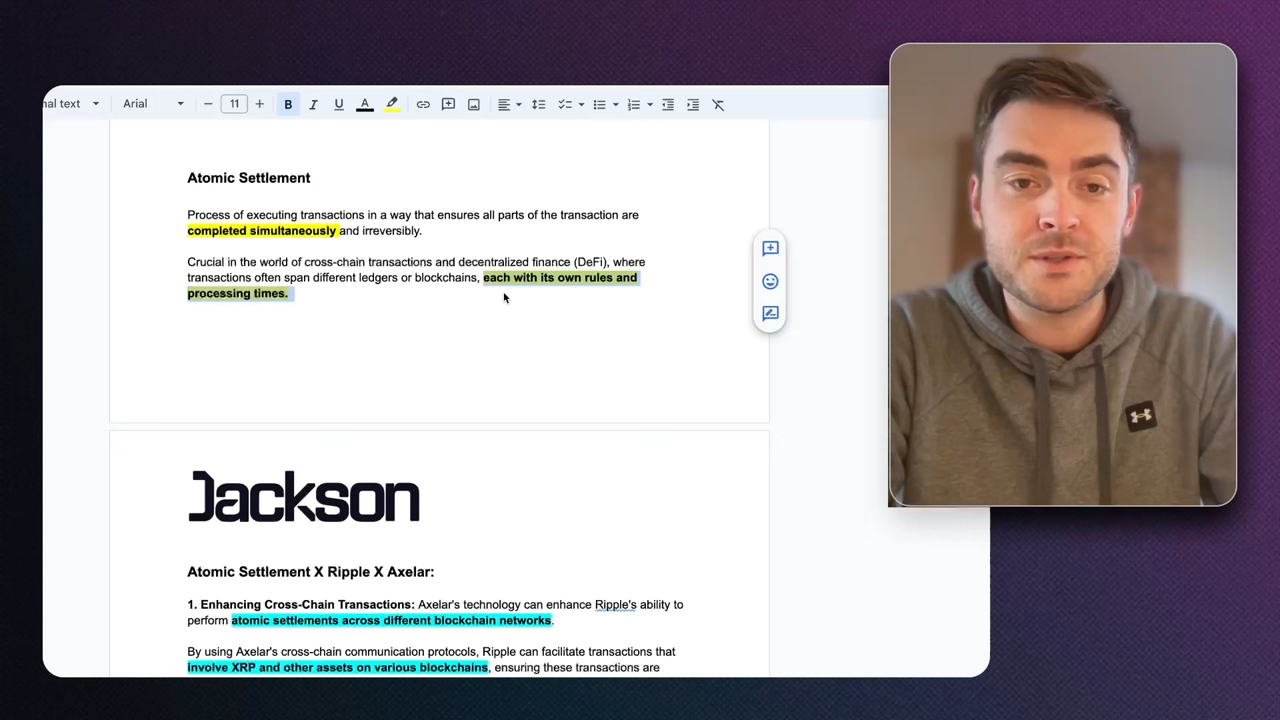 nal text
Arial
11
B
I
U
A
Atomic Settlement
Process of executing transactions in a way that ensures all parts of the transaction are
completed simultaneously and irreversibly.
Crucial in the world of cross-chain transactions and decentralized finance (DeFi), where
transactions often span different ledgers or blockchains, each with its own rules and
processing times.
Jackson
Atomic Settlement X Ripple X Axelar:
1. Enhancing Cross-Chain Transactions: Axelar's technology can enhance Ripple's ability to
perform atomic settlements across different blockchain networks.
By using Axelar's cross-chain communication protocols, Ripple can facilitate transactions that
involve XRP and other assets on various blockchains, ensuring these transactions are